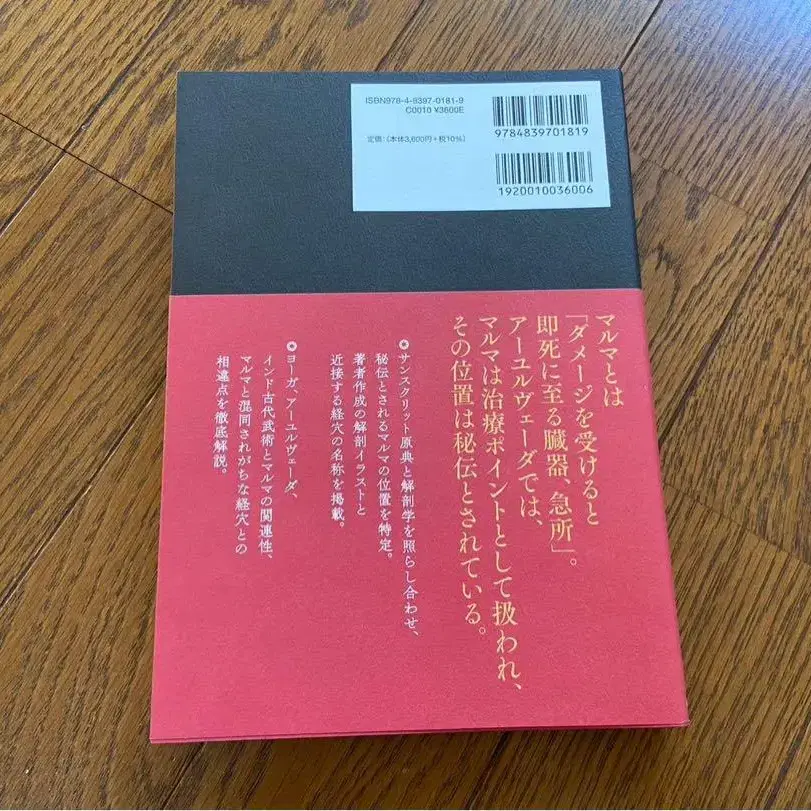 ISBN978-4-8397-0181-9
C0010 ¥3600E
定価：（本体3,600円＋税10%）
9784839701819
1920010036006
マルマとは
「ダメージを受けると
即死に至る臓器、急所」。
アーユルヴェーダでは、
マルマは治療ポイントとして扱われ、
その位置は秘伝とされている。
サンスクリット原典と解剖学を照らし合わせ、
秘伝とされるマルマの位置を特定。
著者作成の解剖イラストと
近接する経穴の名称を掲載。
ヨーガ、アーユルヴェーダ、
インド古代武術とマルマの関連性、
マルマと混同されがちな経穴との
相違点を徹底解説。